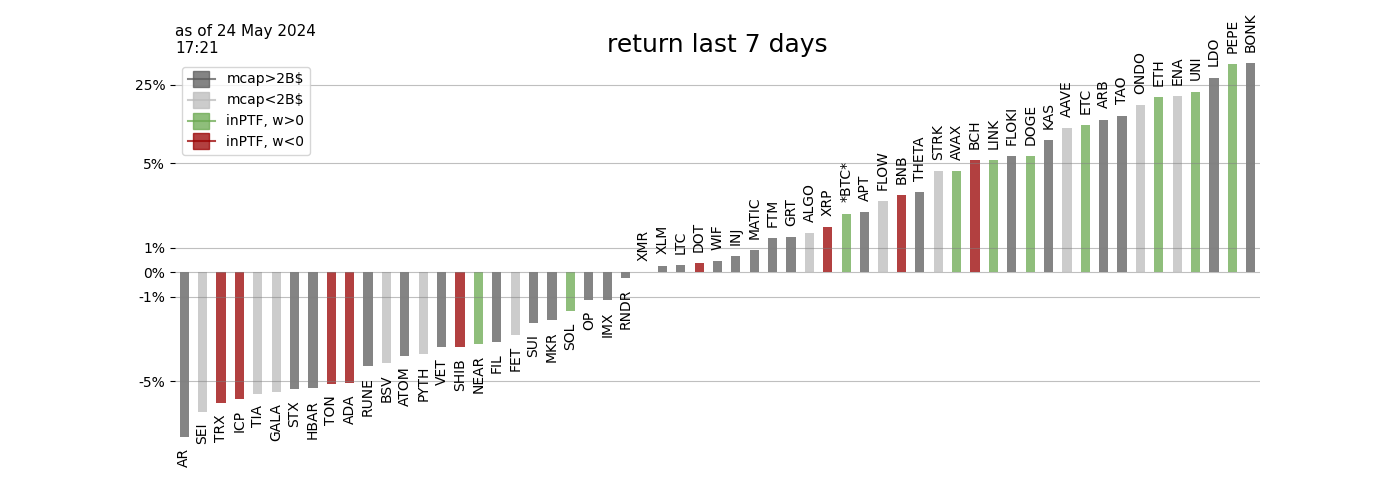 as of 24 May 2024
17:21
return last 7 days
mcap>2B$
mcap<2B$
inPTF, w>0
inPTF, w<0
25%
5%
1%
0%
-1%
-5%
AR
SEI
TRX
ICP
TIA
GALA
STX
HBAR
TON
ADA
RUNE
BSV
ATOM
PYTH
VET
SHIB
NEAR
FIL
FET
SUI
MKR
SOL
OP
IMX
RNDR
XMR
XLM
LTC
DOT
WIF
INJ
MATIC
FTM
GRT
ALGO
XRP
*BTC*
APT
FLOW
BNB
THETA
STRK
AVAX
BCH
LINK
FLOKI
DOGE
KAS
AAVE
ETC
ARB
TAO
ONDO
ETH
ENA
UNI
LDO
PEPE
BONK